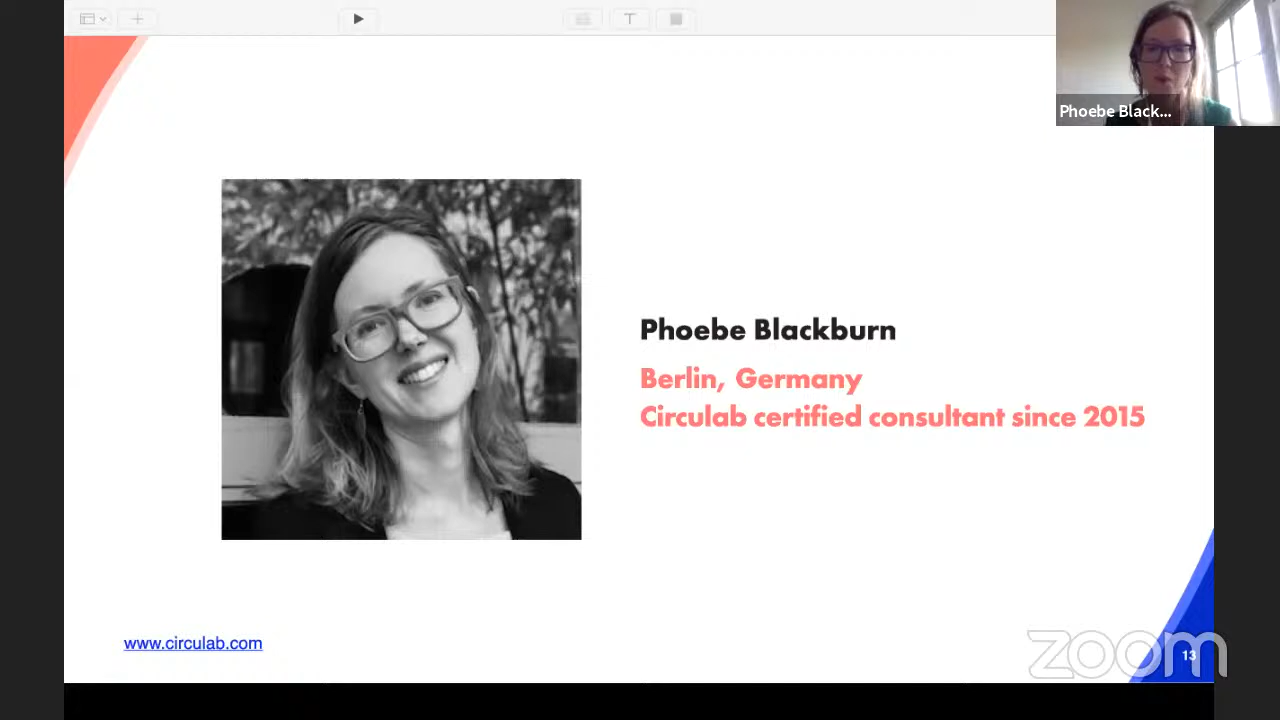 Phoebe Black...
Phoebe Blackburn
Berlin, Germany
Circulab certified consultant since 2015
www.circulab.com
zoom
13
T